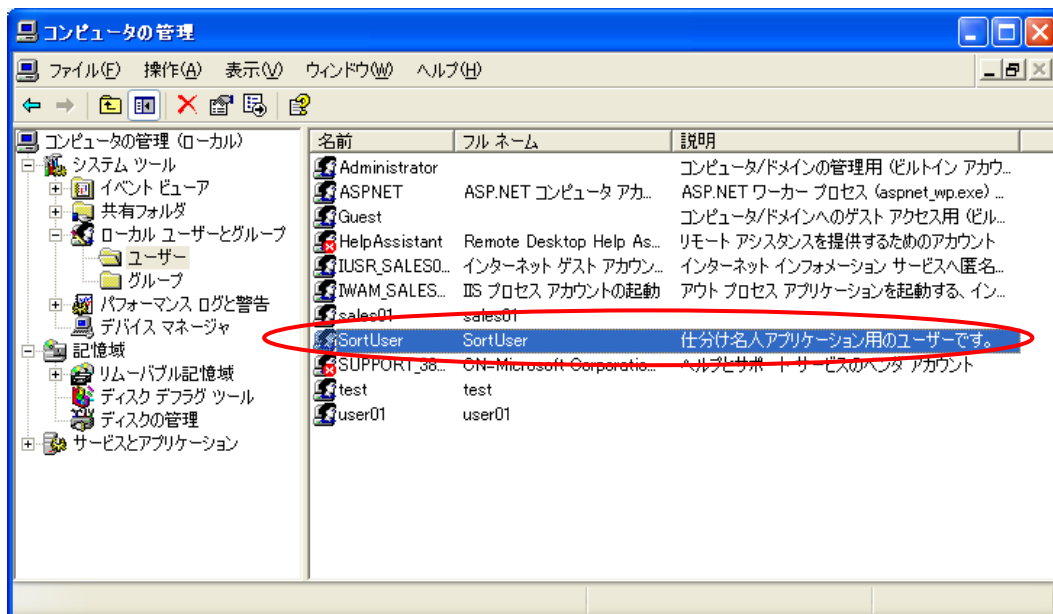 コンピュータの管理
ファイル(F) 操作(A) 表示(V) ウィンドウ(W) ヘルプ(H)
コンピュータの管理 (ローカル)
システム ツール
イベント ビューア
共有フォルダ
ローカル ユーザーとグループ
ユーザー
グループ
パフォーマンス ログと警告
デバイス マネージャ
記憶域
リムーバブル記憶域
ディスク デフラグ ツール
ディスクの管理
サービスとアプリケーション
名前 フル ネーム 説明
Administrator コンピュータ/ドメインの管理用 (ビルトイン アカウ...
ASPNET ASP.NET コンピュータ アカ... ASP.NET ワーカー プロセス (aspnet_wp.exe) ...
Guest コンピュータ/ドメインへのゲスト アクセス用 (ビル...
HelpAssistant Remote Desktop Help As... リモート アシスタンスを提供するためのアカウント
IUSR_SALES0... インターネット ゲスト アカウン... インターネット インフォメーション サービスへ匿名...
IWAM_SALES... IIS プロセス アカウントの起動 アウト プロセス アプリケーションを起動する、イン...
sales01 sales01
SortUser SortUser 仕分け名人アプリケーション用のユーザーです。
SUPPORT_38... CN=Microsoft Corporatio... ヘルプとサポート サービスのベンダ アカウント
test test
user01 user01